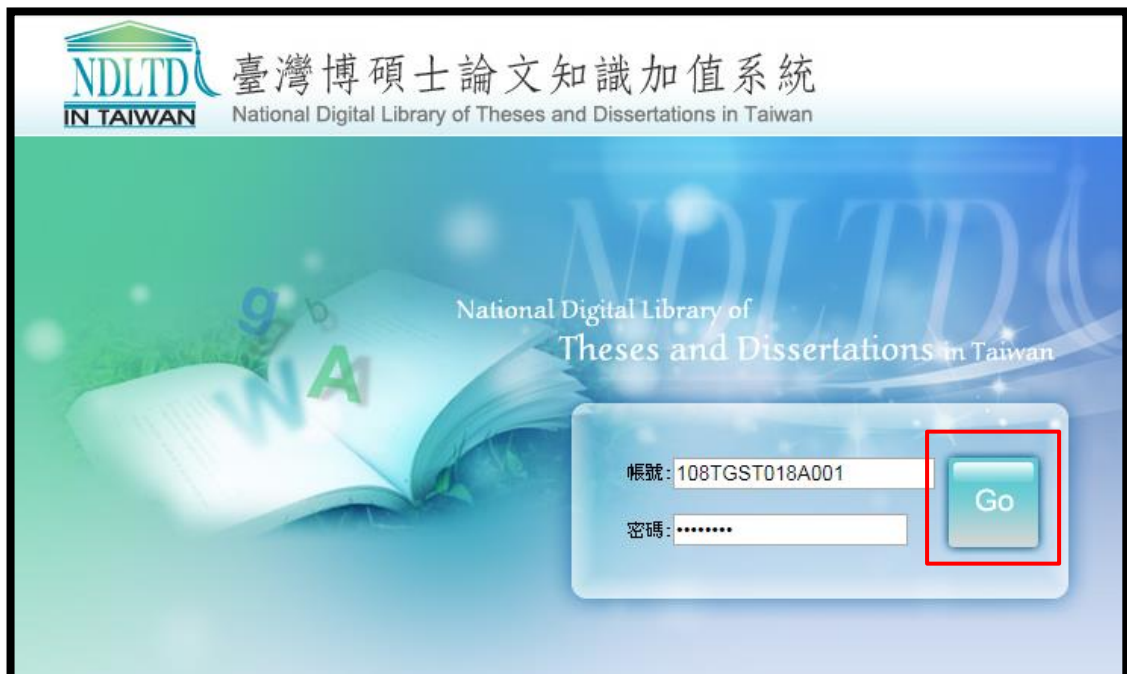 NDLTD
IN TAIWAN
臺灣博碩士論文知識加值系統
National Digital Library of Theses and Dissertations in Taiwan
NDLTD
National Digital Library of
Theses and Dissertations in Taiwan
g b
W A
帳號:108TGST018A001
密碼:••••••••
Go